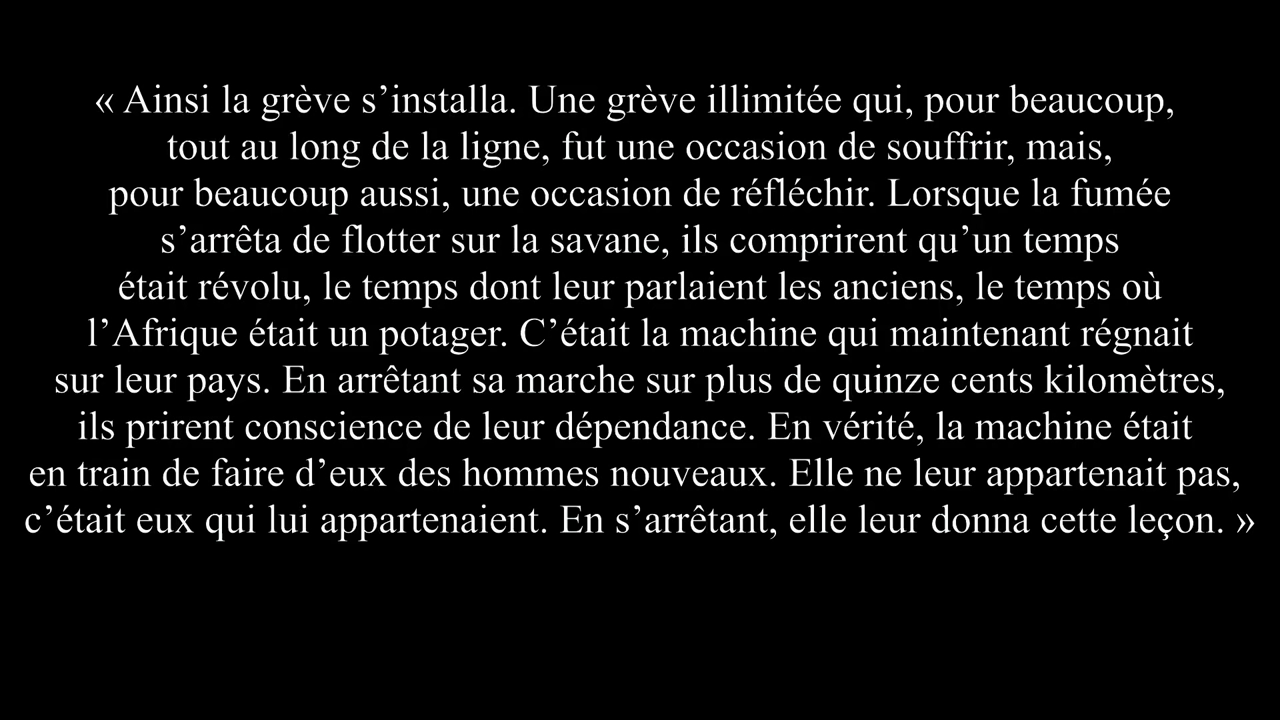 « Ainsi la grève s’installa. Une grève illimitée qui, pour beaucoup,
tout au long de la ligne, fut une occasion de souffrir, mais,
pour beaucoup aussi, une occasion de réfléchir. Lorsque la fumée
s’arrêta de flotter sur la savane, ils comprirent qu’un temps
était révolu, le temps dont leur parlaient les anciens, le temps où
l’Afrique était un potager. C’était la machine qui maintenant régnait
sur leur pays. En arrêtant sa marche sur plus de quinze cents kilomètres,
ils prirent conscience de leur dépendance. En vérité, la machine était
en train de faire d’eux des hommes nouveaux. Elle ne leur appartenait pas,
c’était eux qui lui appartenaient. En s’arrêtant, elle leur donna cette leçon. »